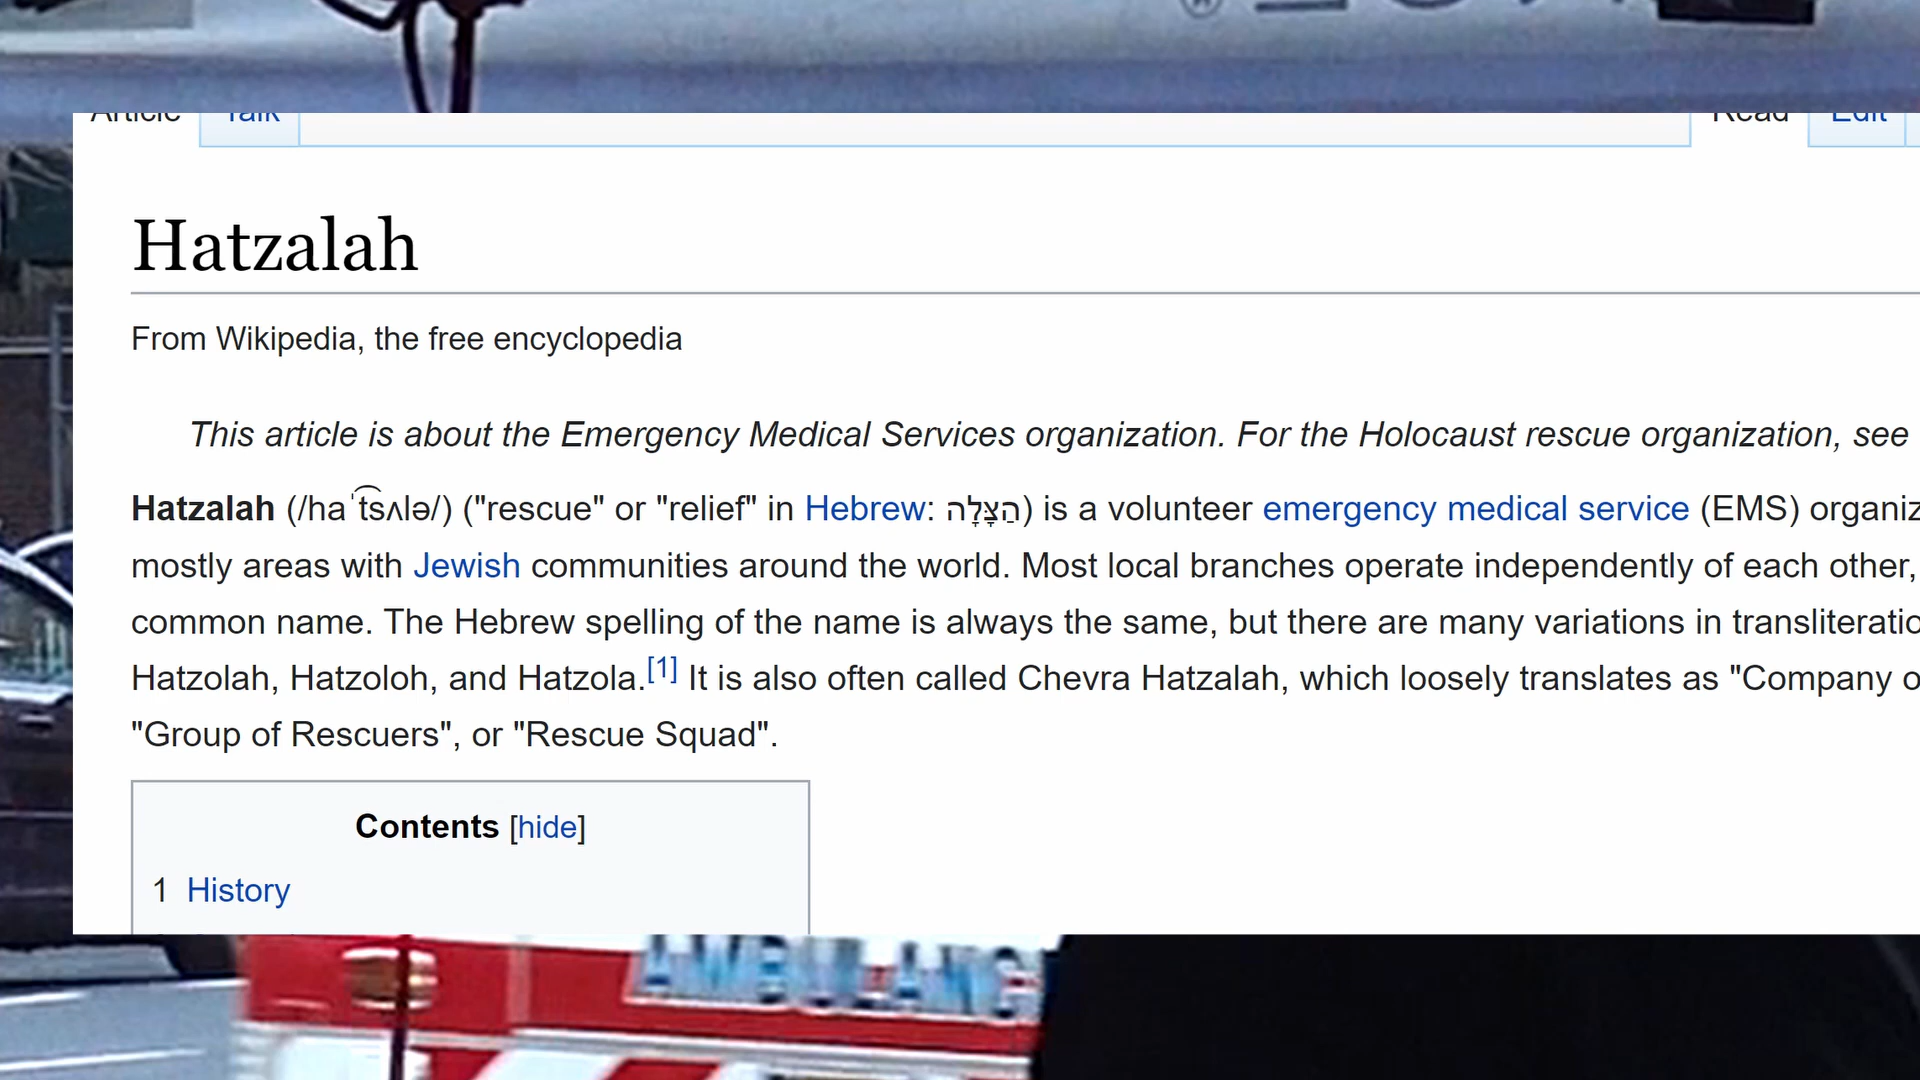 Article Talk Read Edit
Hatzalah
From Wikipedia, the free encyclopedia
This article is about the Emergency Medical Services organization. For the Holocaust rescue organization, see
Hatzalah (/haˈt͡sʌlə/) ("rescue" or "relief" in Hebrew: הַצָּלָה) is a volunteer emergency medical service (EMS) organiz
mostly areas with Jewish communities around the world. Most local branches operate independently of each other,
common name. The Hebrew spelling of the name is always the same, but there are many variations in transliteratio
Hatzolah, Hatzoloh, and Hatzola.[1] It is also often called Chevra Hatzalah, which loosely translates as "Company o
"Group of Rescuers", or "Rescue Squad".
Contents [hide]
1 History